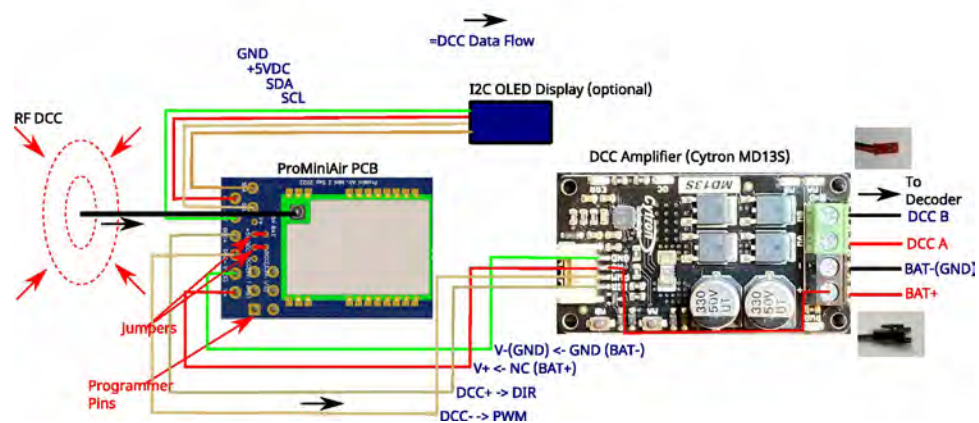 =DCC Data Flow
GND
+5VDC
SDA
SCL
I2C OLED Display (optional)
RF DCC
ProMiniAir PCB
DCC Amplifier (Cytron MD13S)
MD13S
Cytron
To
Decoder
DCC B
DCC A
BAT-(GND)
BAT+
330
50V
UT
330
50V
UT
Jumpers
Programmer
Pins
V-(GND) <- GND (BAT-)
V+ <- NC (BAT+)
DCC+ -> DIR
DCC- -> PWM